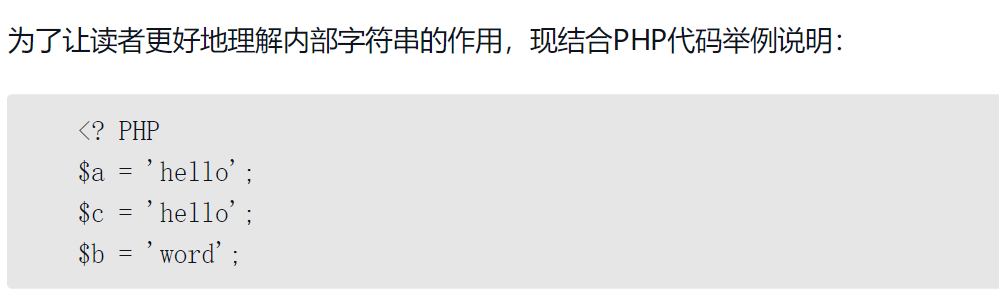 为了让读者更好地理解内部字符串的作用，现结合PHP代码举例说明：
<? PHP
$a = 'hello';
$c = 'hello';
$b = 'word';